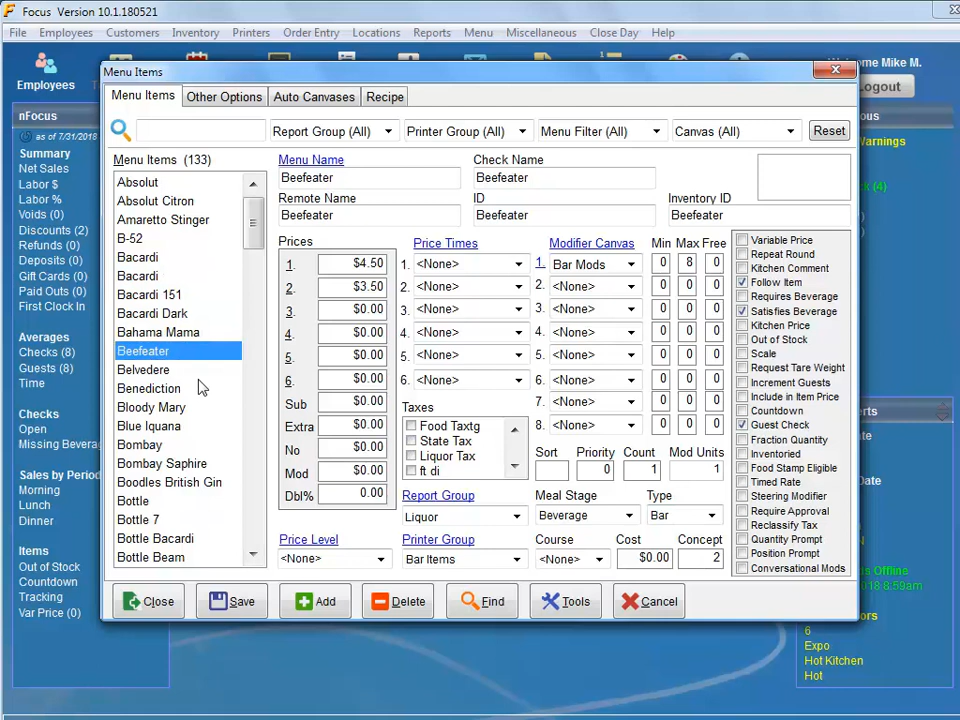 Focus Version 10.1.180521
File Employees Customers Inventory Printers Order Entry Locations Reports Menu Miscellaneous Close Day Help
Welcome Mike M.
Employees
Logout
nFocus
as of 7/31/2018
Summary
Net Sales
Labor $
Labor %
Voids (0)
Discounts (2)
Refunds (0)
Deposits (0)
Gift Cards (0)
Paid Outs (0)
First Clock In
Averages
Checks (8)
Guests (8)
Time
Checks
Open
Missing Beverag
Sales by Period
Morning
Lunch
Dinner
Items
Out of Stock
Countdown
Tracking
Var Price (0)
Menu Items
Menu Items Other Options Auto Canvases Recipe
Report Group (All) Printer Group (All) Menu Filter (All) Canvas (All) Reset
Menu Items (133)
Absolut
Absolut Citron
Amaretto Stinger
B-52
Bacardi
Bacardi
Bacardi 151
Bacardi Dark
Bahama Mama
Beefeater
Belvedere
Benediction
Bloody Mary
Blue Iquana
Bombay
Bombay Saphire
Boodles British Gin
Bottle
Bottle 7
Bottle Bacardi
Bottle Beam
Menu Name Check Name
Beefeater Beefeater
Remote Name ID Inventory ID
Beefeater Beefeater Beefeater
Prices
1. $4.50
2. $3.50
3. $0.00
4. $0.00
5. $0.00
6. $0.00
Sub $0.00
Extra $0.00
No $0.00
Mod $0.00
Dbl% 0.00
Price Level
<None>
Price Times
1. <None>
2. <None>
3. <None>
4. <None>
5. <None>
6. <None>
Taxes
Food Taxtg
State Tax
Liquor Tax
ft di
Report Group
Liquor
Printer Group
Bar Items
Modifier Canvas Min Max Free
1. Bar Mods 0 8 0
2. <None> 0 0 0
3. <None> 0 0 0
4. <None> 0 0 0
5. <None> 0 0 0
6. <None> 0 0 0
7. <None> 0 0 0
8. <None> 0 0 0
Sort Priority Count Mod Units
0 1 1
Meal Stage Type
Beverage Bar
Course Cost Concept
<None> $0.00 2
Variable Price
Repeat Round
Kitchen Comment
Follow Item
Requires Beverage
Satisfies Beverage
Kitchen Price
Out of Stock
Scale
Request Tare Weight
Increment Guests
Include in Item Price
Countdown
Guest Check
Fraction Quantity
Inventoried
Food Stamp Eligible
Timed Rate
Steering Modifier
Require Approval
Reclassify Tax
Quantity Prompt
Position Prompt
Conversational Mods
Close Save Add Delete Find Tools Cancel
Warnings
6
Expo
Hot Kitchen
Hot